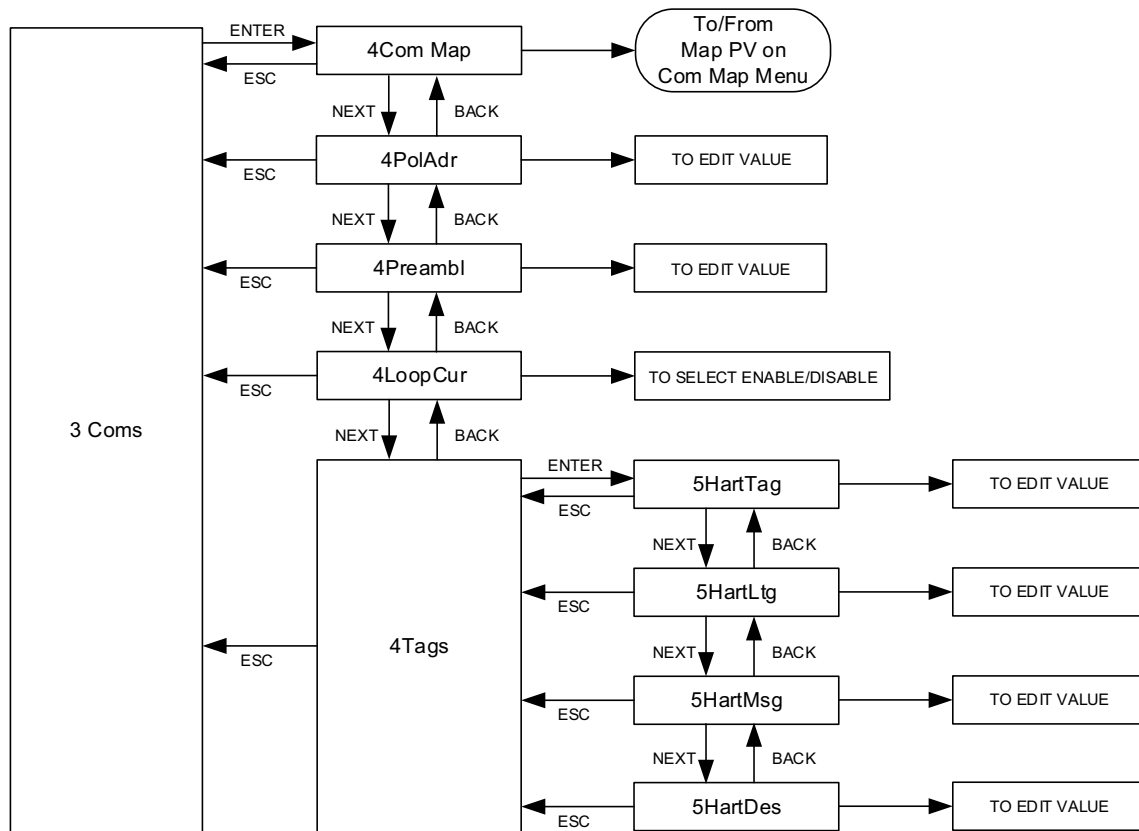 ENTER
4Com Map
To/From
Map PV on
Com Map Menu
ESC
NEXT
BACK
4PolAdr
TO EDIT VALUE
ESC
NEXT
BACK
4Preambl
TO EDIT VALUE
ESC
NEXT
BACK
4LoopCur
TO SELECT ENABLE/DISABLE
ESC
3 Coms
NEXT
BACK
ENTER
5HartTag
TO EDIT VALUE
ESC
NEXT
BACK
5HartLtg
TO EDIT VALUE
ESC
4Tags
ESC
NEXT
BACK
5HartMsg
TO EDIT VALUE
ESC
NEXT
BACK
5HartDes
TO EDIT VALUE
ESC